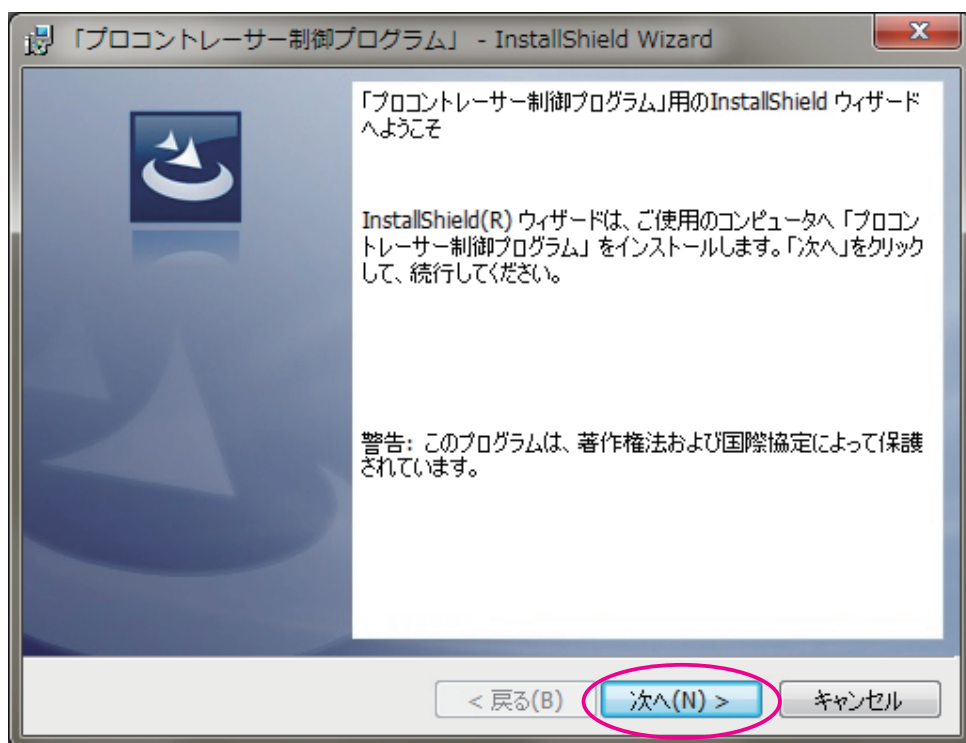 「プロコントレーサー制御プログラム」 - InstallShield Wizard
「プロコントレーサー制御プログラム」用のInstallShield ウィザード
へようこそ
InstallShield(R) ウィザードは、ご使用のコンピュータへ「プロコン
トレーサー制御プログラム」をインストールします。「次へ」をクリック
して、続行してください。
警告: このプログラムは、著作権法および国際協定によって保護
されています。
< 戻る(B) 次へ(N) > キャンセル